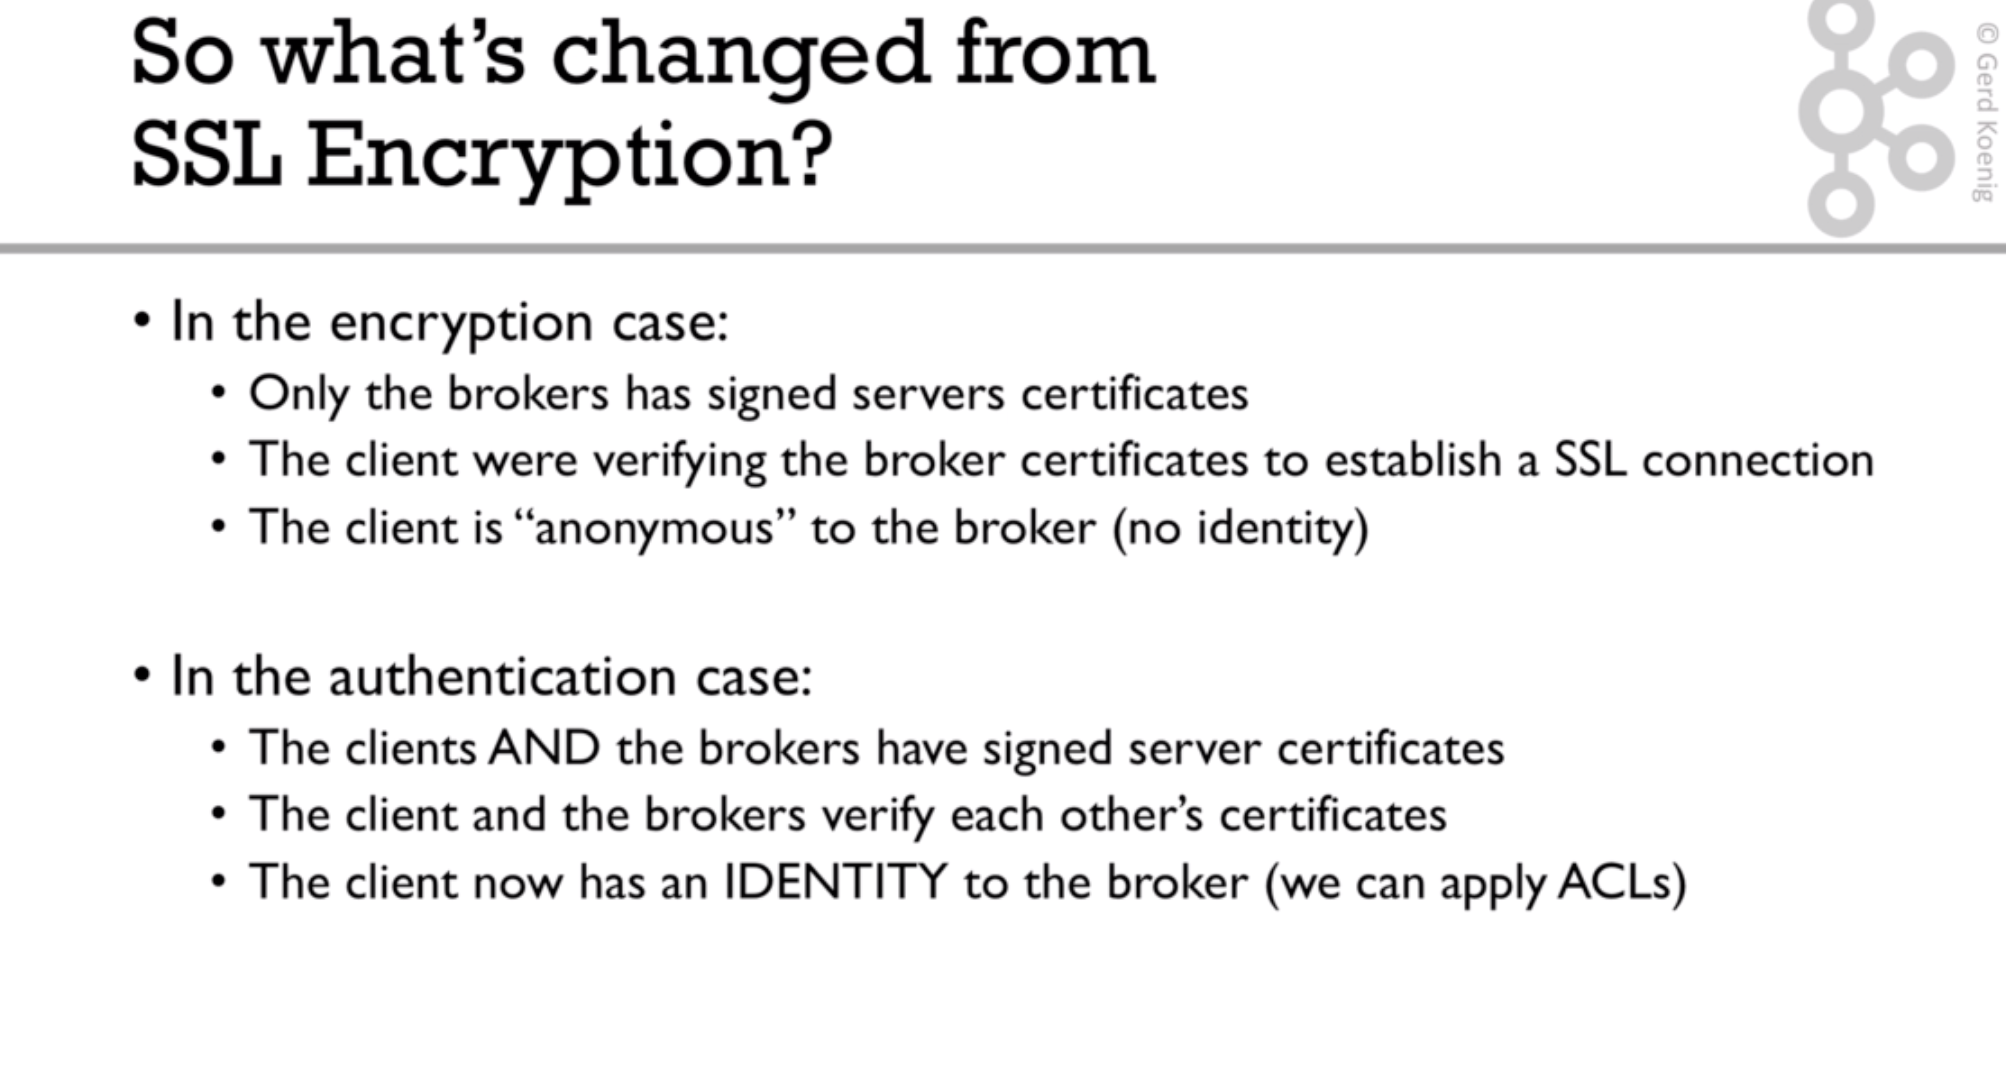 So what's changed from
SSL Encryption?
© Gerd Koenig
• In the encryption case:
• Only the brokers has signed servers certificates
• The client were verifying the broker certificates to establish a SSL connection
• The client is “anonymous” to the broker (no identity)
• In the authentication case:
• The clients AND the brokers have signed server certificates
• The client and the brokers verify each other’s certificates
• The client now has an IDENTITY to the broker (we can apply ACLs)